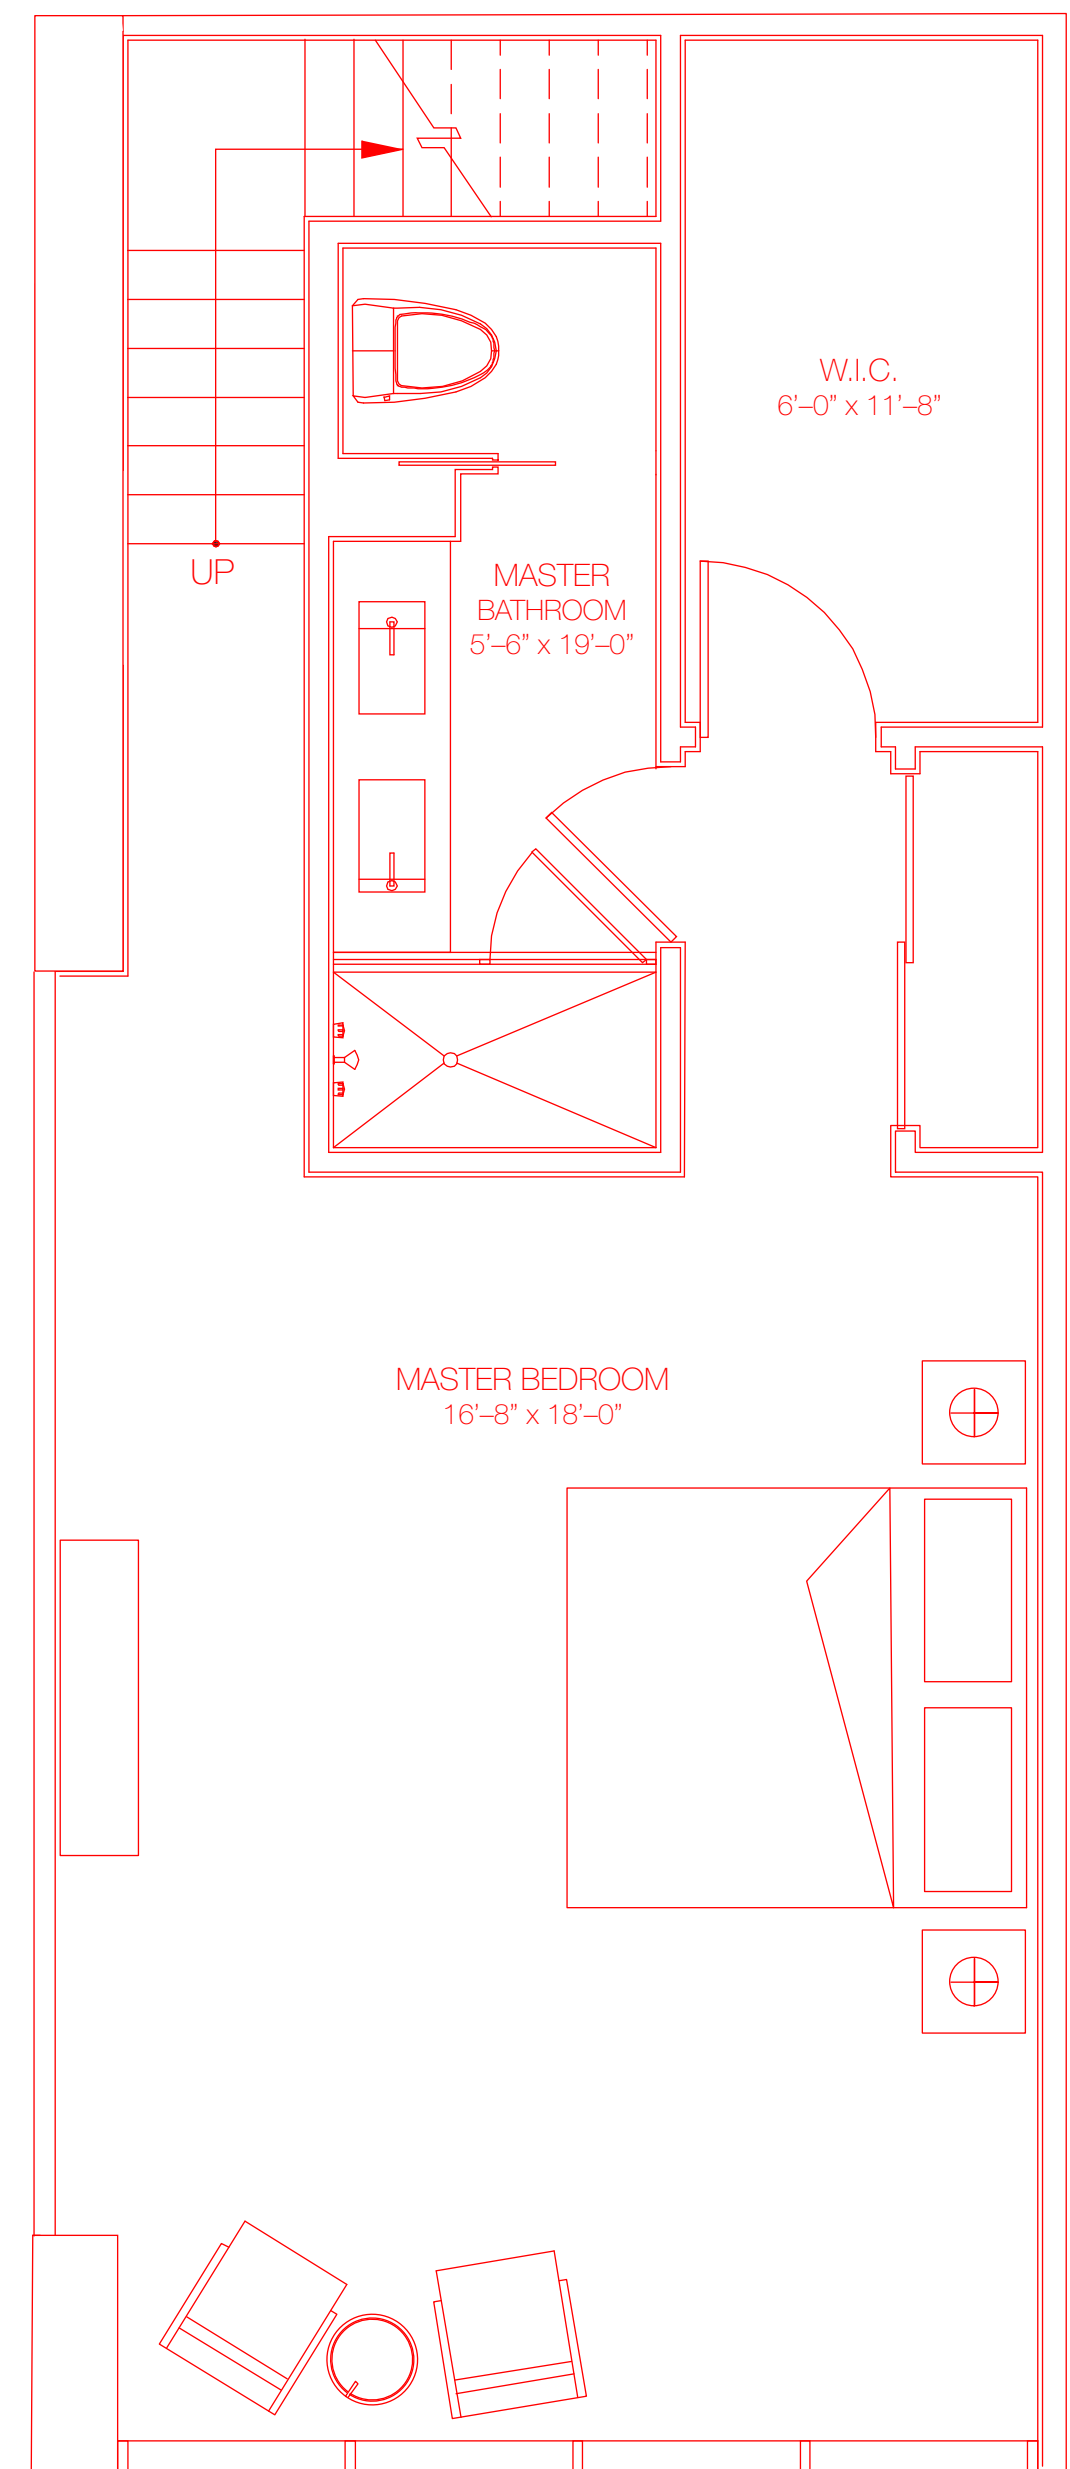 W.I.C.
6’–0” x 11’–8”
UP
MASTER
BATHROOM
5’–6” x 19’–0”
MASTER BEDROOM
16’–8” x 18’–0”